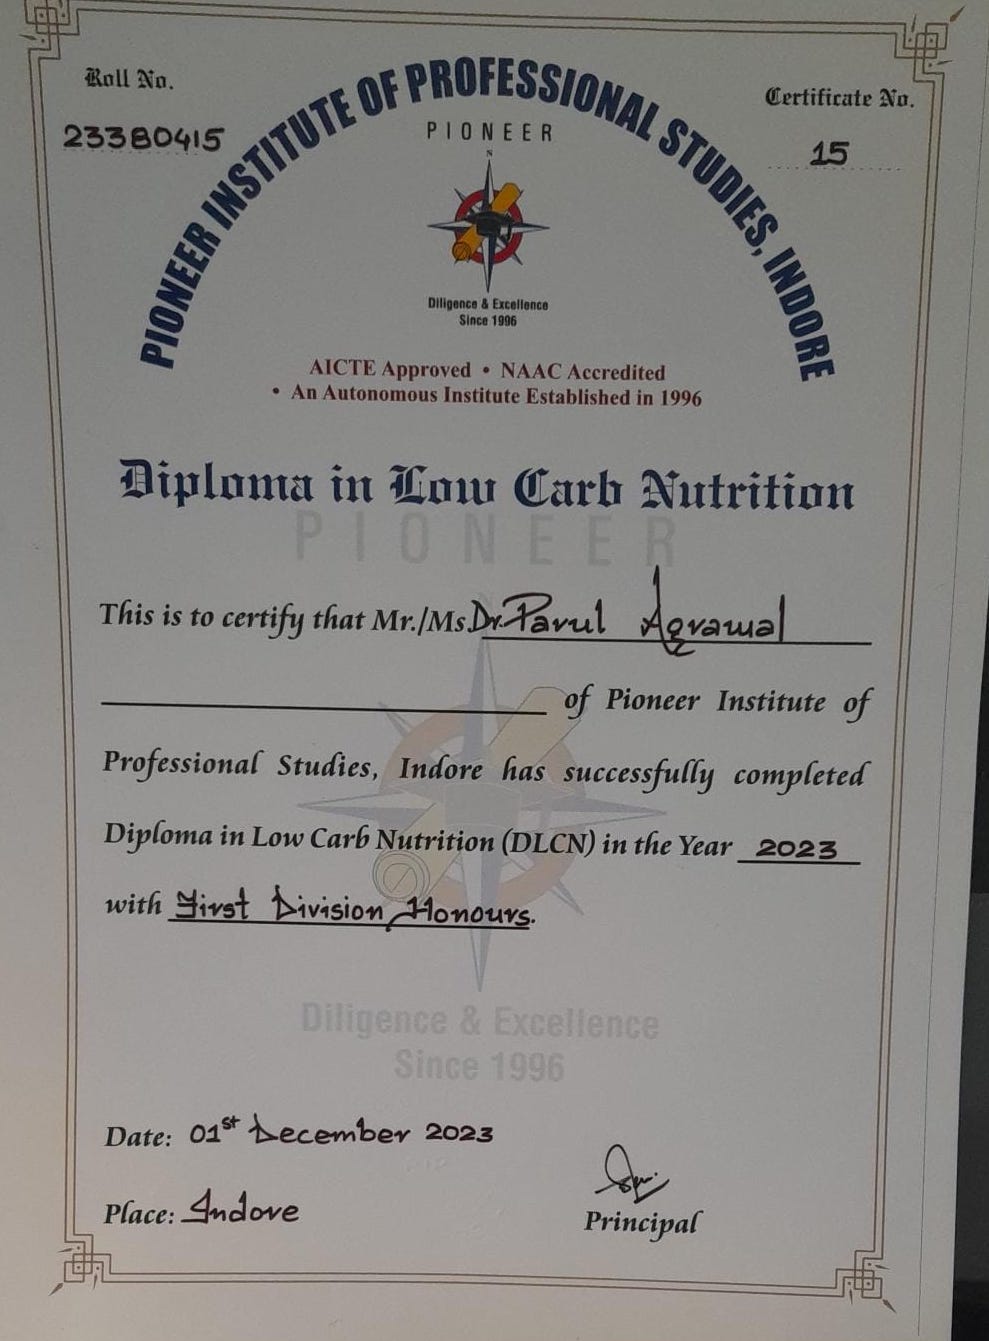 Roll No.
23380415
Certificate No.
15
PIONEER INSTITUTE OF PROFESSIONAL STUDIES, INDORE
PIONEER
N
Diligence & Excellence
Since 1996
AICTE Approved • NAAC Accredited
• An Autonomous Institute Established in 1996
Diploma in Low Carb Nutrition
PIONEER
This is to certify that Mr./Ms Dr. Parul Agrawal
of Pioneer Institute of
Professional Studies, Indore has successfully completed
Diploma in Low Carb Nutrition (DLCN) in the Year 2023
with First Division, Honours.
Diligence & Excellence
Since 1996
Date: 01st December 2023
Place: Indore
Principal